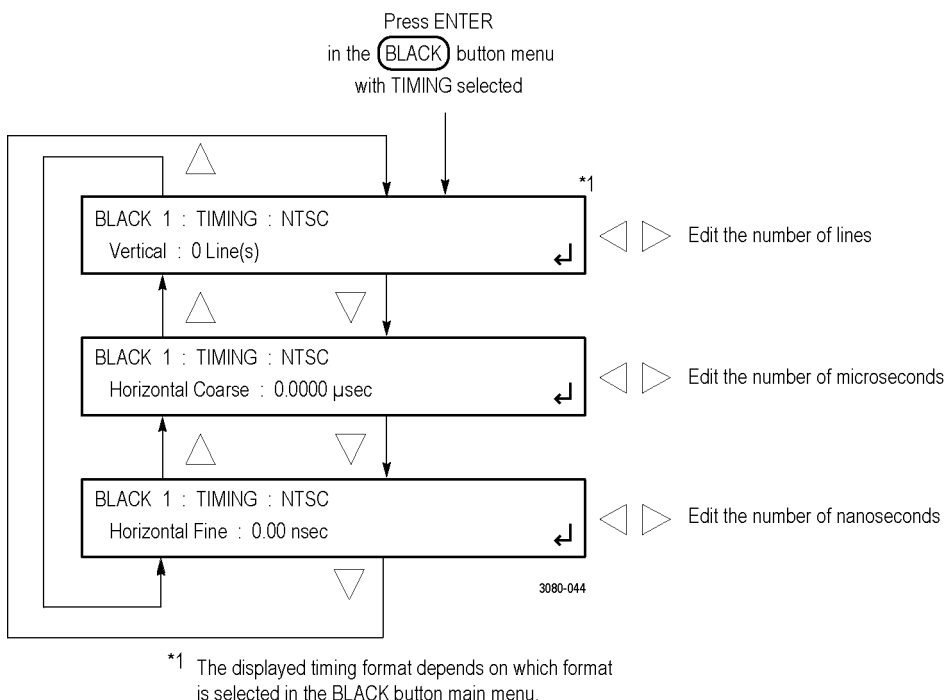 Press ENTER
in the BLACK button menu
with TIMING selected
*1
BLACK 1 : TIMING : NTSC
Vertical : 0 Line(s)
Edit the number of lines
BLACK 1 : TIMING : NTSC
Horizontal Coarse : 0.0000 µsec
Edit the number of microseconds
BLACK 1 : TIMING : NTSC
Horizontal Fine : 0.00 nsec
Edit the number of nanoseconds
3080-044
*1 The displayed timing format depends on which format
is selected in the BLACK button main menu.